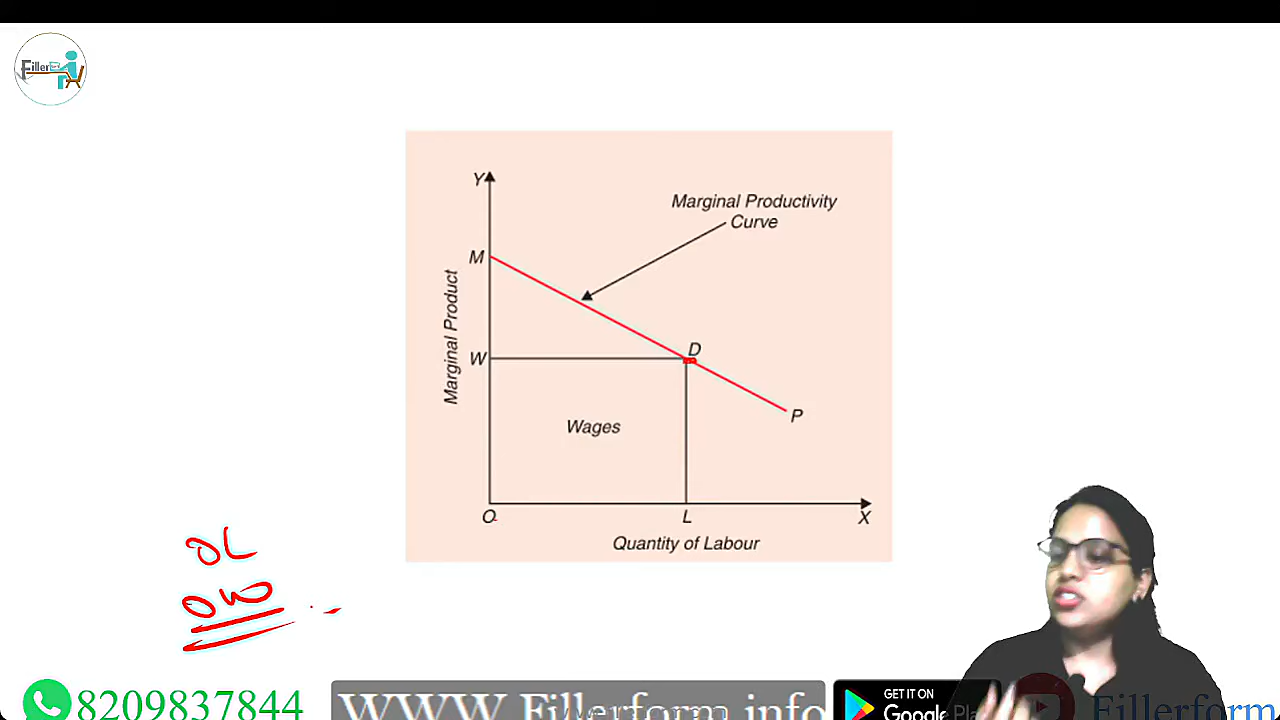 Fillerform
Y
Marginal Productivity
Curve
M
Marginal Product
W
D
P
Wages
O
L
X
Quantity of Labour
OL
OW
8209837844
WWW.Fillerform.info
GET IT ON
Google Pla
Fillerform